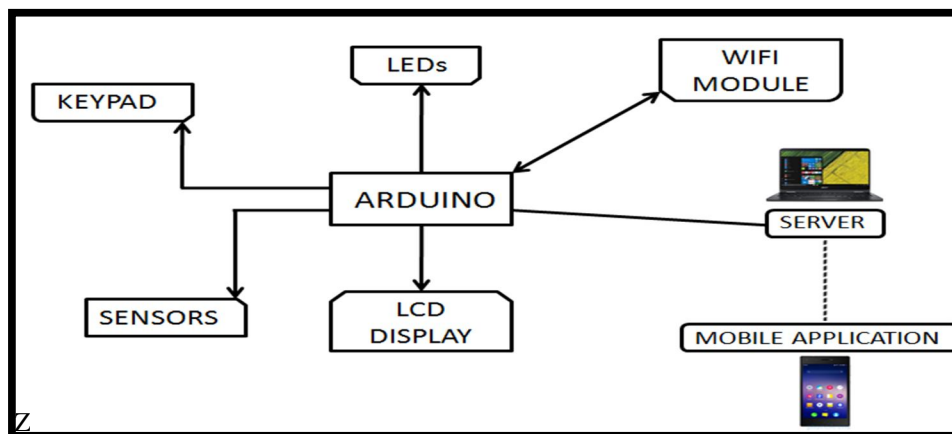 LEDs
WIFI
MODULE
KEYPAD
ARDUINO
SERVER
SENSORS
LCD
DISPLAY
MOBILE APPLICATION
Z